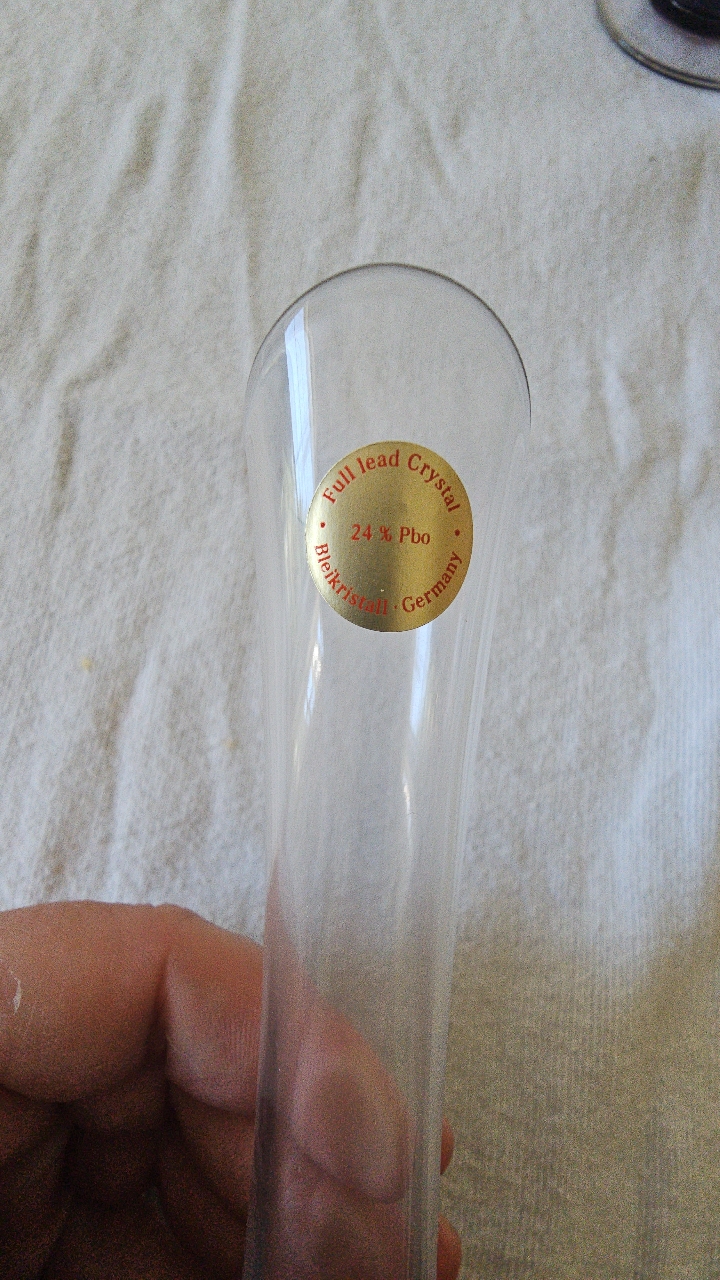 Full lead Crystal
24 % Pbo
Bleikristall · Germany